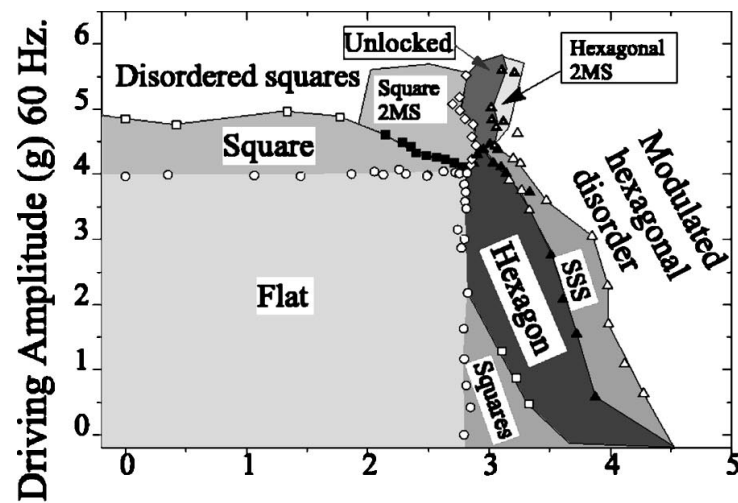 Driving Amplitude (g) 60 Hz.
6
5
4
3
2
1
0
0
1
2
3
4
5
Unlocked
Hexagonal
2MS
Disordered squares
Square
2MS
Square
Modulated
hexagonal
disorder
Flat
Hexagon
SSS
Squares